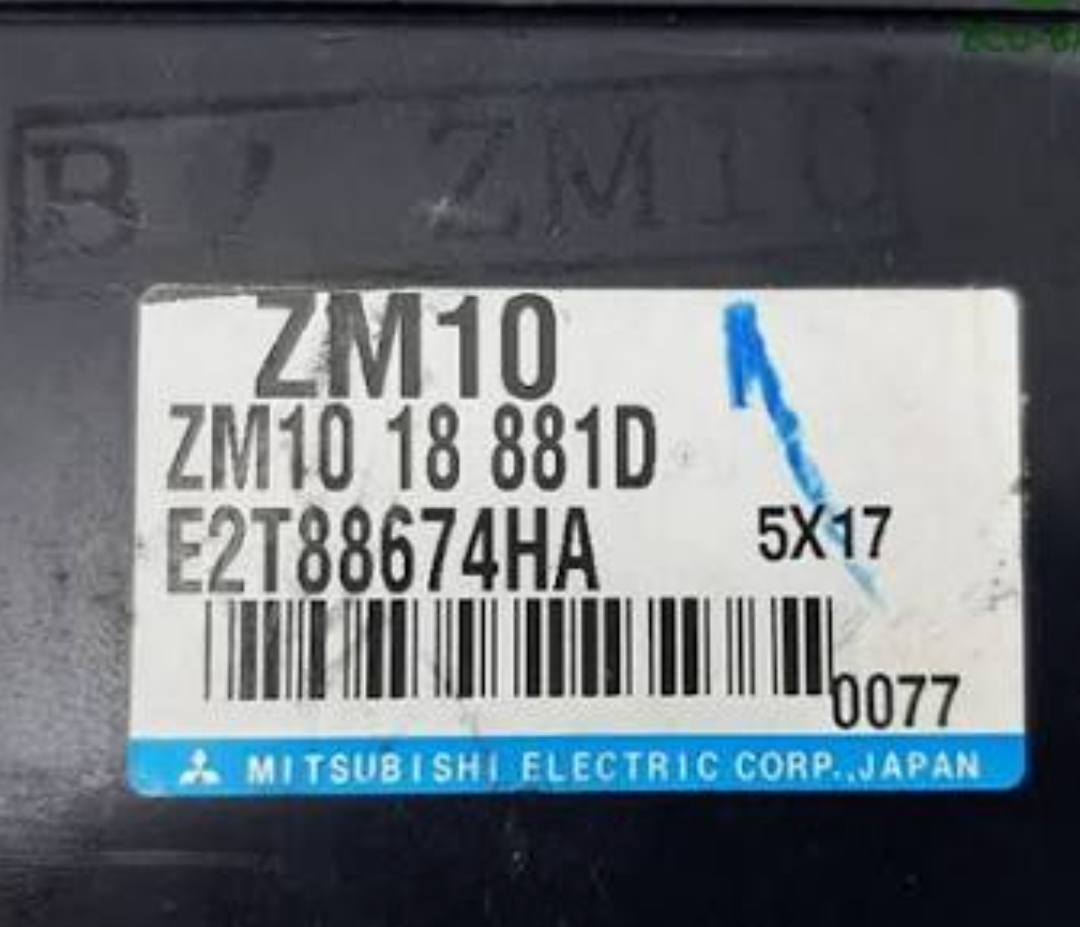 B / ZM10
ZM10
ZM10 18 881D
E2T88674HA
5X17
0077
MITSUBISHI ELECTRIC CORP.,JAPAN